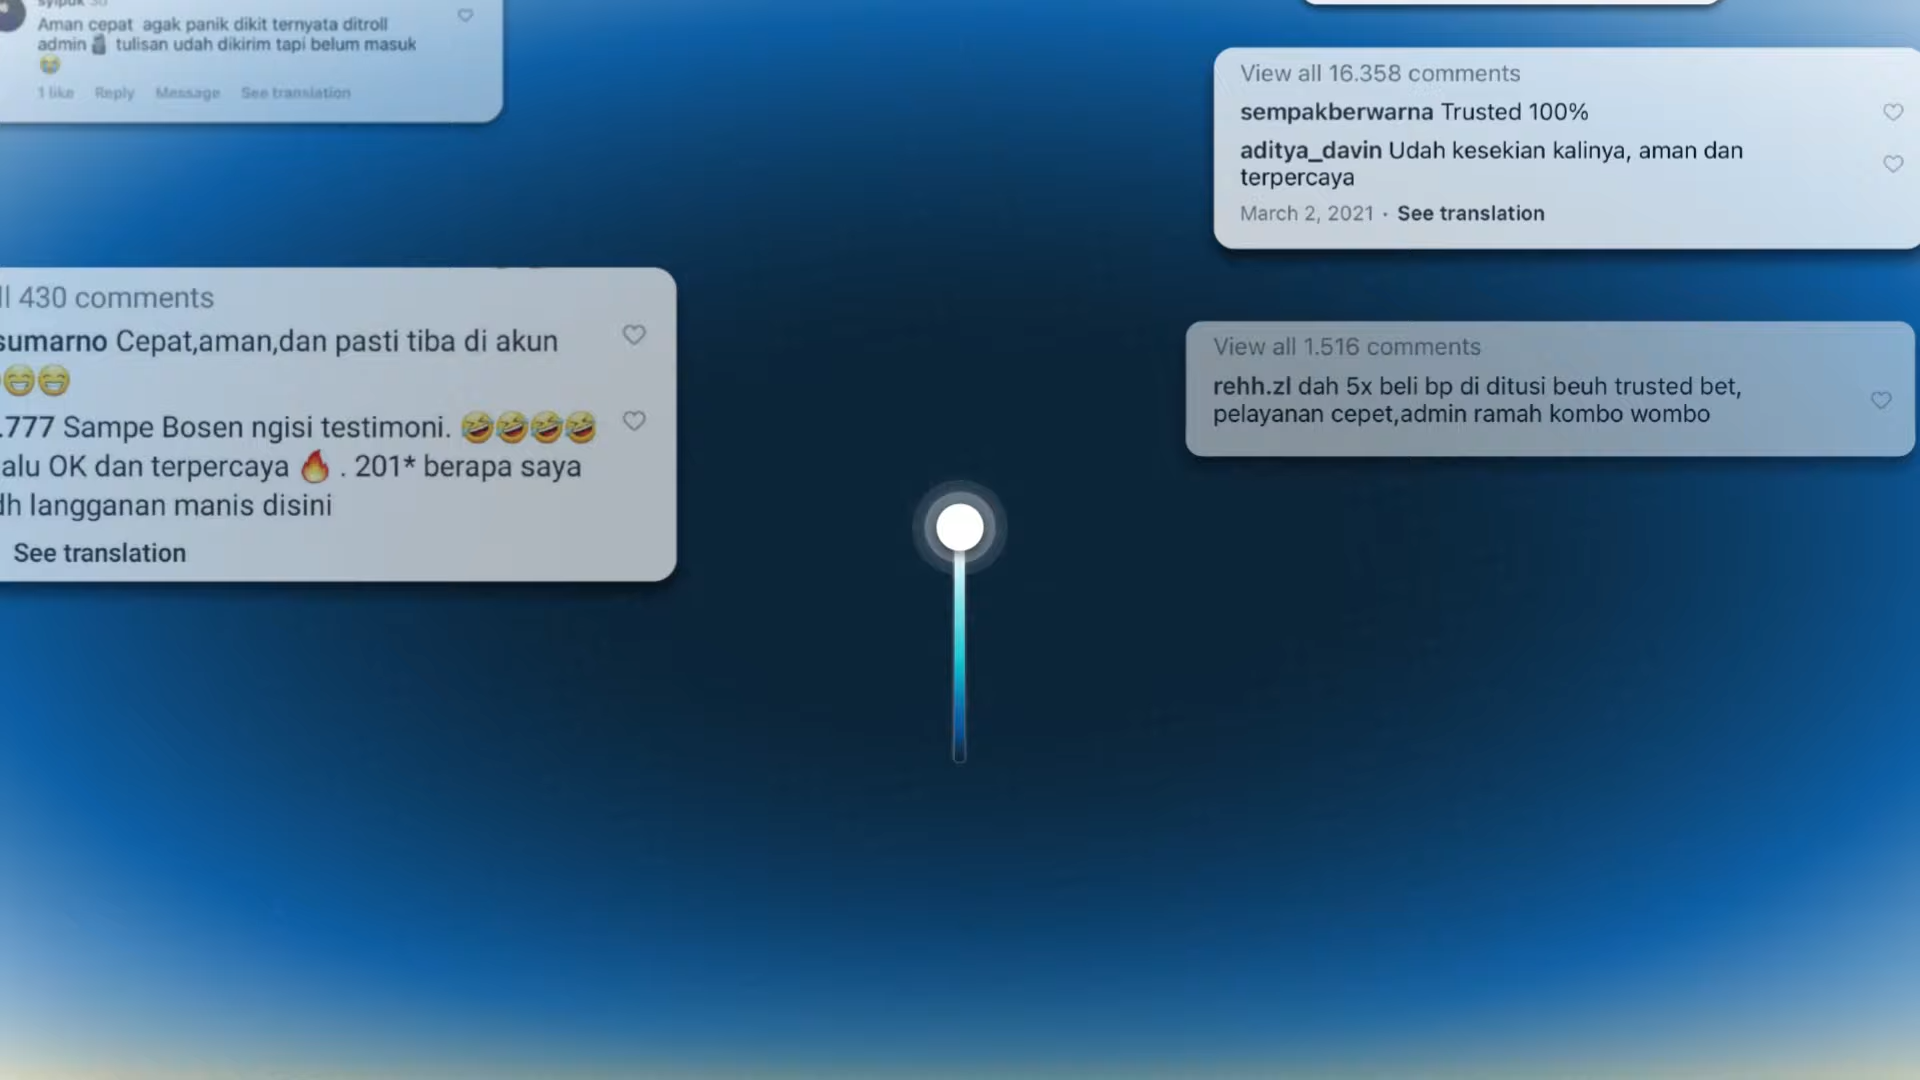 Aman cepat agak panik dikit ternyata ditroll
admin 🗿 tulisan udah dikirim tapi belum masuk
😭
1 like Reply Message See translation
ll 430 comments
sumarno Cepat,aman,dan pasti tiba di akun
😁😁
.777 Sampe Bosen ngisi testimoni. 🤣🤣🤣🤣
alu OK dan terpercaya 🔥 . 201* berapa saya
dh langganan manis disini
See translation
View all 16.358 comments
sempakberwarna Trusted 100%
aditya_davin Udah kesekian kalinya, aman dan
terpercaya
March 2, 2021 · See translation
View all 1.516 comments
rehh.zl dah 5x beli bp di ditusi beuh trusted bet,
pelayanan cepet,admin ramah kombo wombo